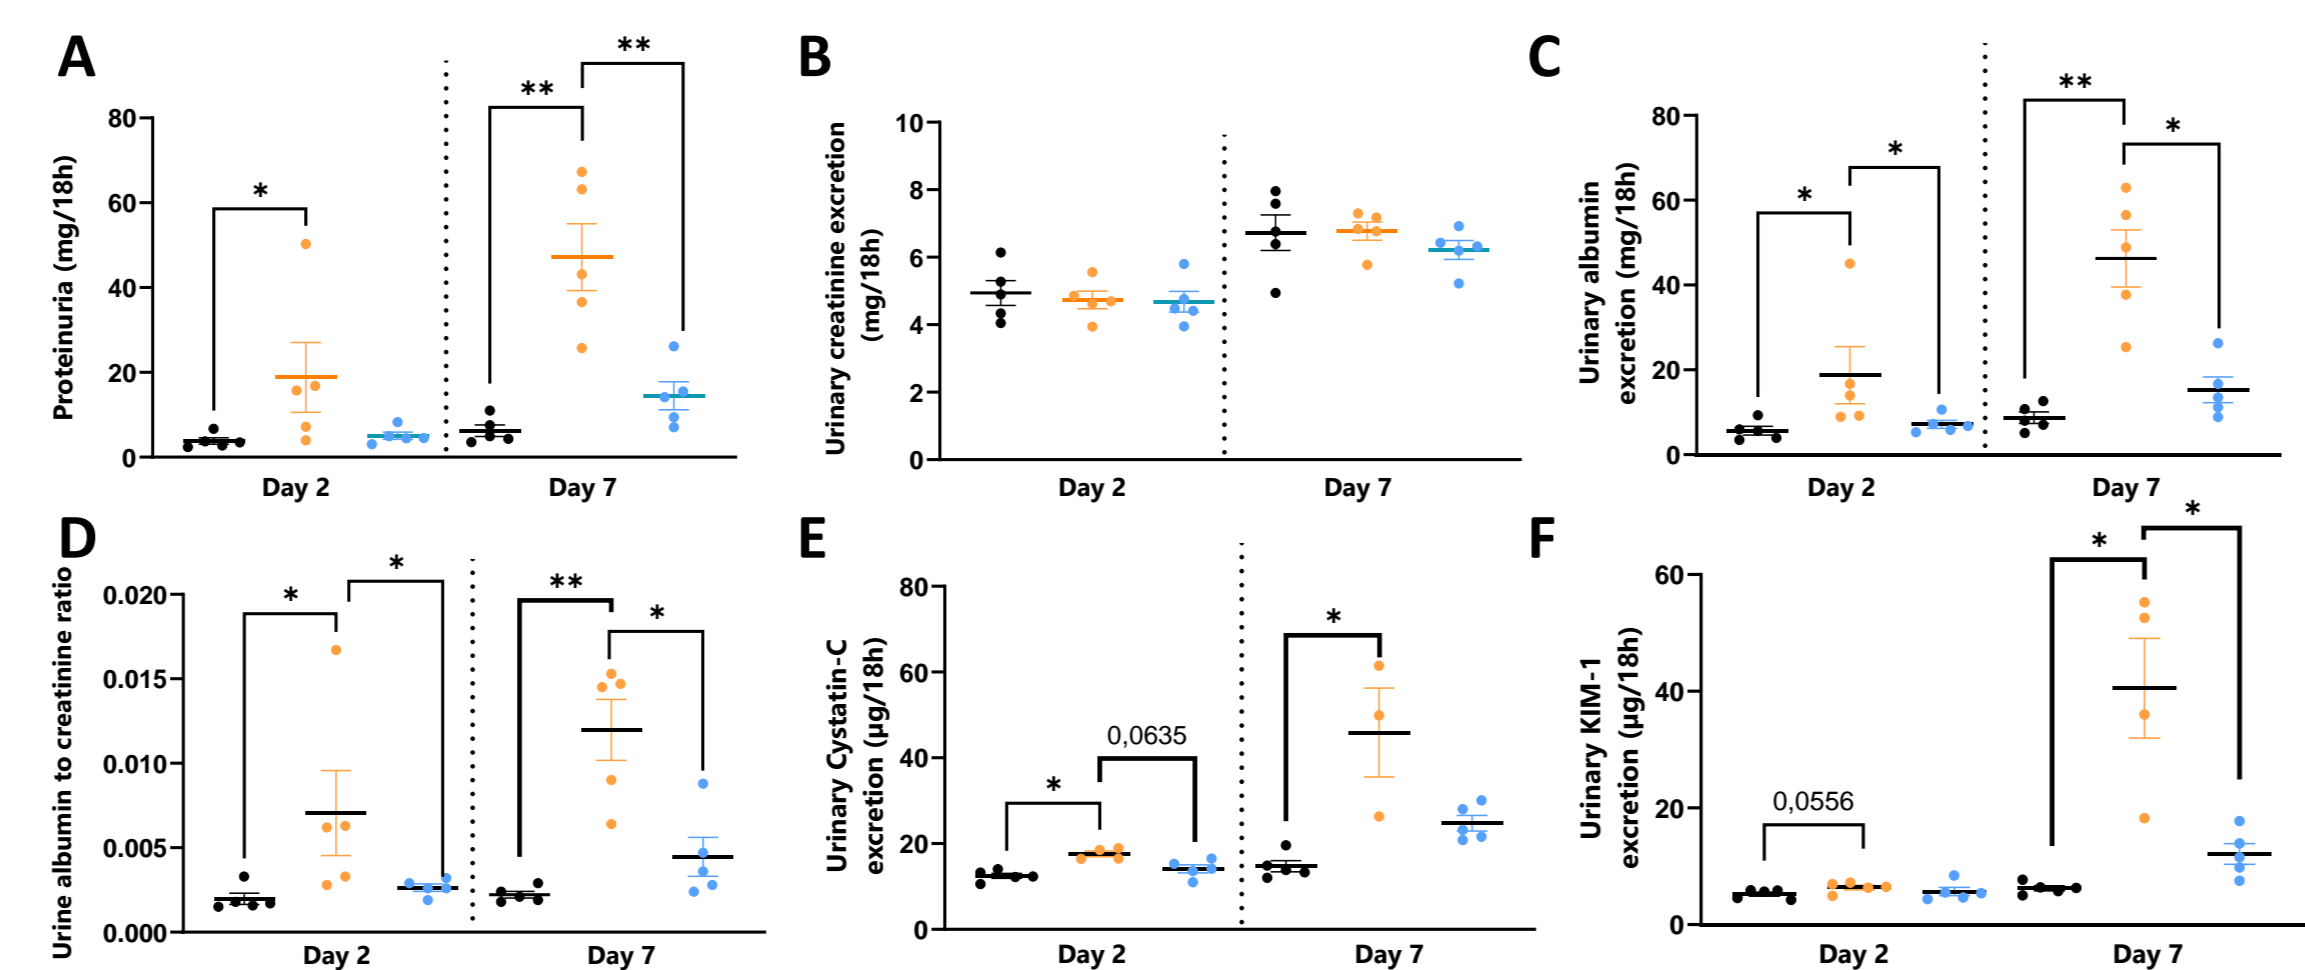 A
Proteinuria (mg/18h)
80
60
40
20
0
*
**
**
Day 2
Day 7
B
Urinary creatinine excretion
(mg/18h)
10
8
6
4
2
0
Day 2
Day 7
C
Urinary albumin
excretion (mg/18h)
80
60
40
20
0
*
*
**
*
Day 2
Day 7
D
Urine albumin to creatinine ratio
0.020
0.015
0.010
0.005
0.000
*
*
**
*
Day 2
Day 7
E
Urinary Cystatin-C
excretion (µg/18h)
80
60
40
20
0
*
0,0635
*
Day 2
Day 7
F
Urinary KIM-1
excretion (µg/18h)
60
40
20
0
0,0556
*
*
Day 2
Day 7